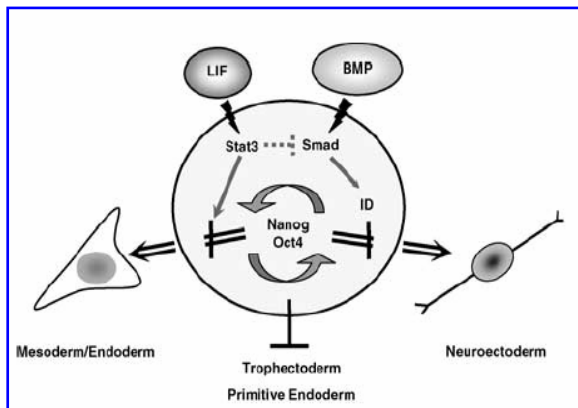 LIF
BMP
Stat3
Smad
ID
Nanog
Oct4
Mesoderm/Endoderm
Neuroectoderm
Trophectoderm
Primitive Endoderm